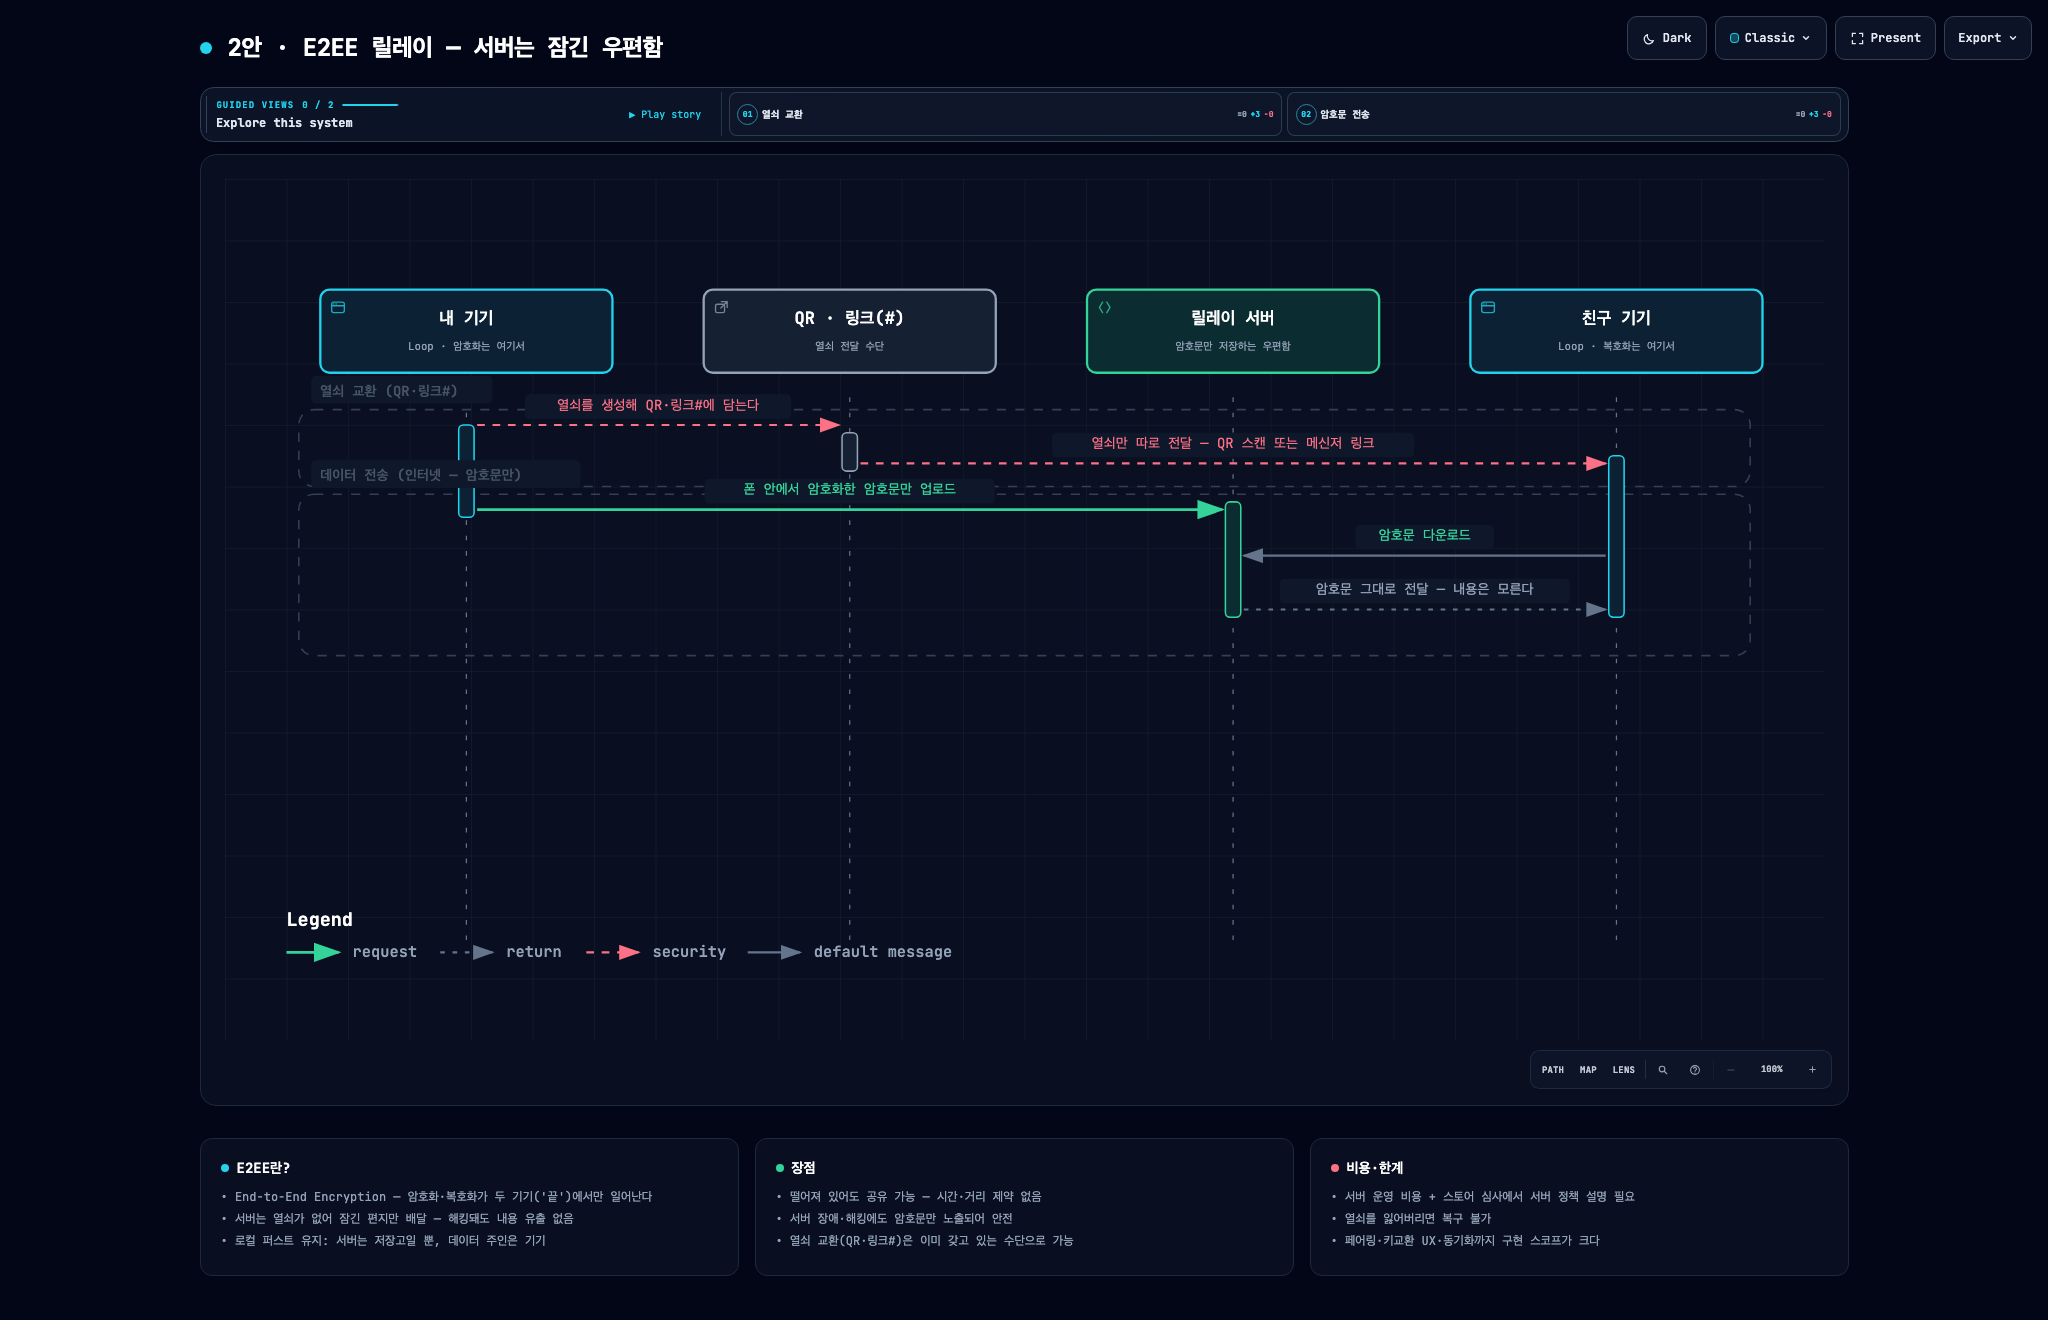 2안 · E2EE 릴레이 — 서버는 잠긴 우편함
Dark
Classic
Present
Export
GUIDED VIEWS 0 / 2
Explore this system
▶ Play story
01 열쇠 교환
=0 +3 -0
02 암호문 전송
=0 +3 -0
내 기기
Loop · 암호화는 여기서
QR · 링크(#)
열쇠 전달 수단
릴레이 서버
암호문만 저장하는 우편함
친구 기기
Loop · 복호화는 여기서
열쇠 교환 (QR·링크#)
열쇠를 생성해 QR·링크#에 담는다
열쇠만 따로 전달 — QR 스캔 또는 메신저 링크
데이터 전송 (인터넷 — 암호문만)
폰 안에서 암호화한 암호문만 업로드
암호문 다운로드
암호문 그대로 전달 — 내용은 모른다
Legend
request
return
security
default message
PATH
MAP
LENS
100%
E2EE란?
• End-to-End Encryption — 암호화·복호화가 두 기기('끝')에서만 일어난다
• 서버는 열쇠가 없어 잠긴 편지만 배달 — 해킹돼도 내용 유출 없음
• 로컬 퍼스트 유지: 서버는 저장고일 뿐, 데이터 주인은 기기
장점
• 떨어져 있어도 공유 가능 — 시간·거리 제약 없음
• 서버 장애·해킹에도 암호문만 노출되어 안전
• 열쇠 교환(QR·링크#)은 이미 갖고 있는 수단으로 가능
비용·한계
• 서버 운영 비용 + 스토어 심사에서 서버 정책 설명 필요
• 열쇠를 잃어버리면 복구 불가
• 페어링·키교환 UX·동기화까지 구현 스코프가 크다